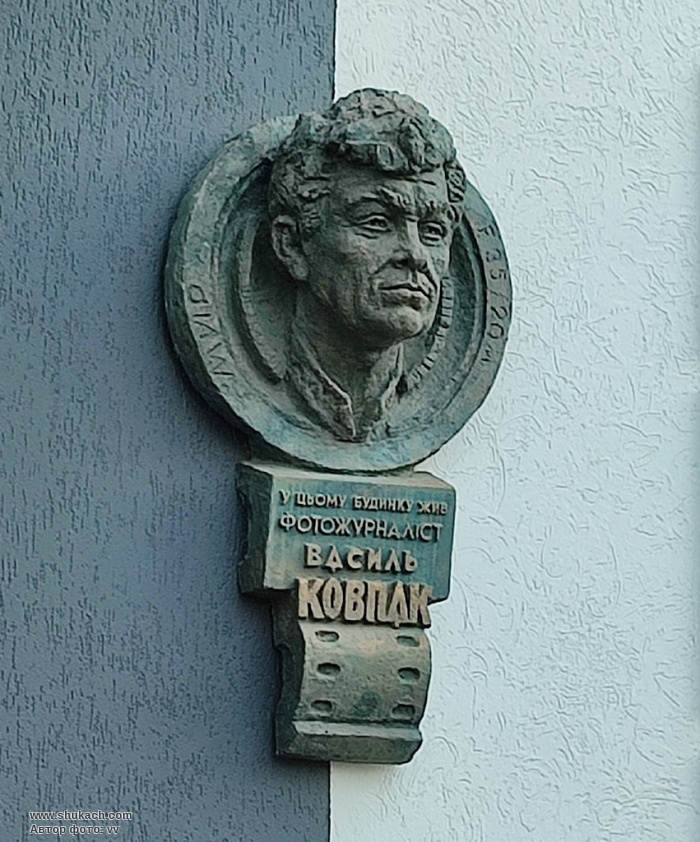 У ЦЬОМУ БУДИНКУ ЖИВ
ФОТОЖУРНАЛІСТ
ВАСИЛЬ
КОВПАК
www.shukach.com
Автор фото: vv